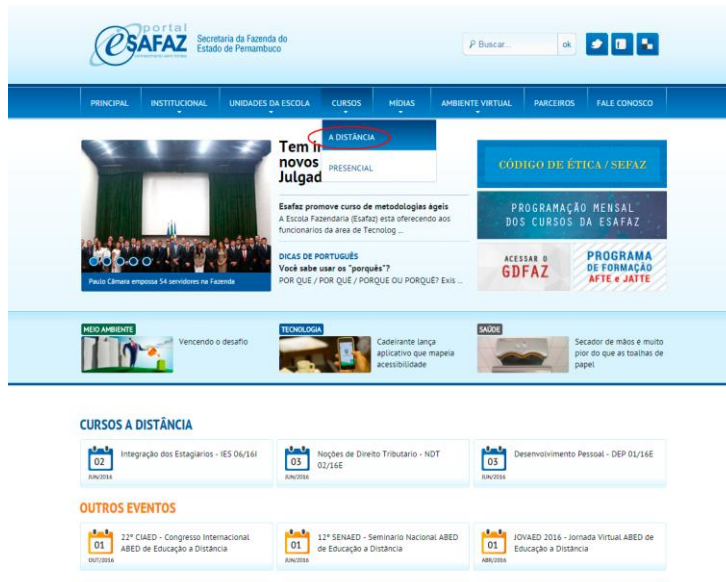 portal
eSAFAZ
Secretaria da Fazenda do
Estado de Pernambuco
Buscar...
ok
PRINCIPAL
INSTITUCIONAL
UNIDADES DA ESCOLA
CURSOS
MÍDIAS
AMBIENTE VIRTUAL
PARCEIROS
FALE CONOSCO
A DISTÂNCIA
PRESENCIAL
Tem i
novos
Julgad
Paulo Câmara empossa 54 servidores na Fazenda
Esafaz promove curso de metodologias ágeis
A Escola Fazendária (Esafaz) esta oferecendo aos
funcionarios da area de Tecnolog ...
DICAS DE PORTUGUÊS
Você sabe usar os "porquês"?
POR QUE / POR QUÊ / PORQUE OU PORQUÊ? Exis ...
CÓDIGO DE ÉTICA / SEFAZ
PROGRAMAÇÃO MENSAL
DOS CURSOS DA ESAFAZ
ACESSAR O
GDFAZ
PROGRAMA
DE FORMAÇÃO
AFTE e JATTE
MEIO AMBIENTE
Vencendo o desafio
TECNOLOGIA
Cadeirante lança
aplicativo que mapeia
acessibilidade
SAÚDE
Secador de mãos é muito
pior do que as toalhas de
papel
CURSOS A DISTÂNCIA
02
JUN/2016
Integração dos Estagiarios - IES 06/16I
03
JUN/2016
Noções de Direito Tributario - NDT
02/16E
03
JUN/2016
Desenvolvimento Pessoal - DEP 01/16E
OUTROS EVENTOS
01
OUT/2016
22º CIAED - Congresso Internacional
ABED de Educação a Distância
01
JUN/2016
12º SENAED - Seminário Nacional ABED
de Educação a Distância
01
ABR/2016
JOVAED 2016 - Jornada Virtual ABED de
Educação a Distância